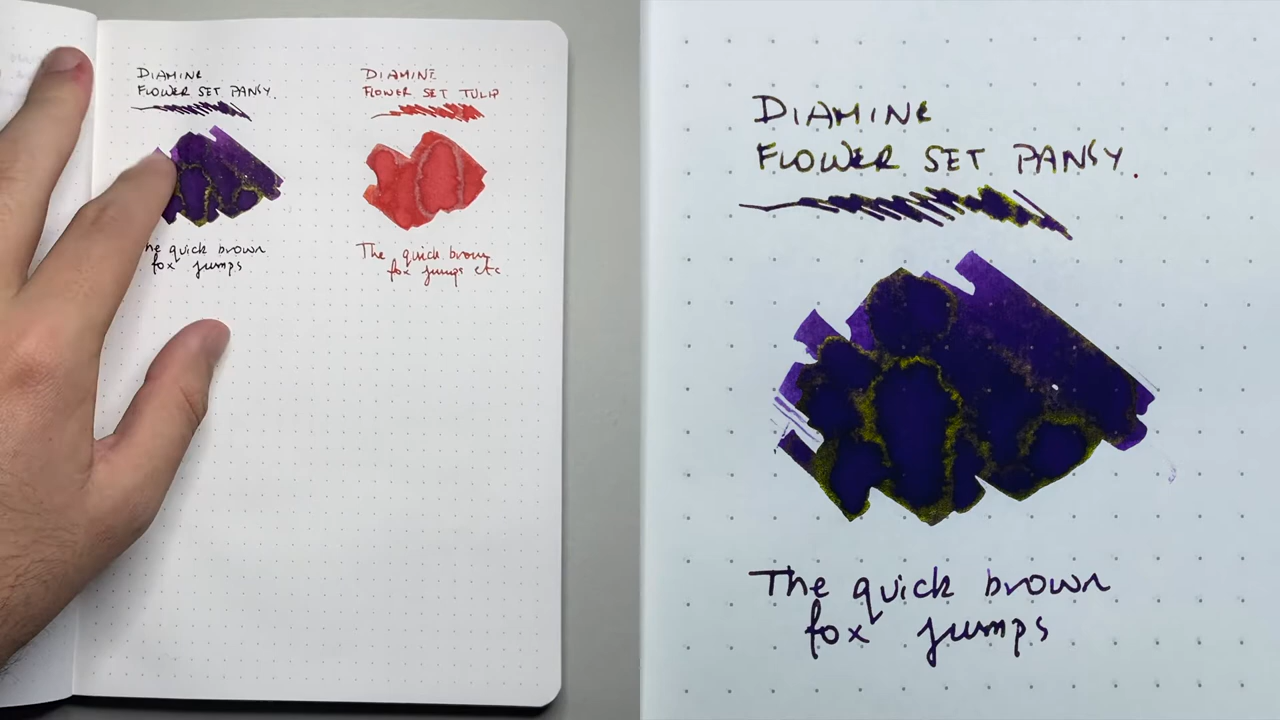 DIAMINE
FLOWER SET PANSY.
The quick brown
fox jumps
DIAMINE
FLOWER SET TULIP
The quick brown
fox jumps etc
DIAMINE
FLOWER SET PANSY.
The quick brown
fox jumps